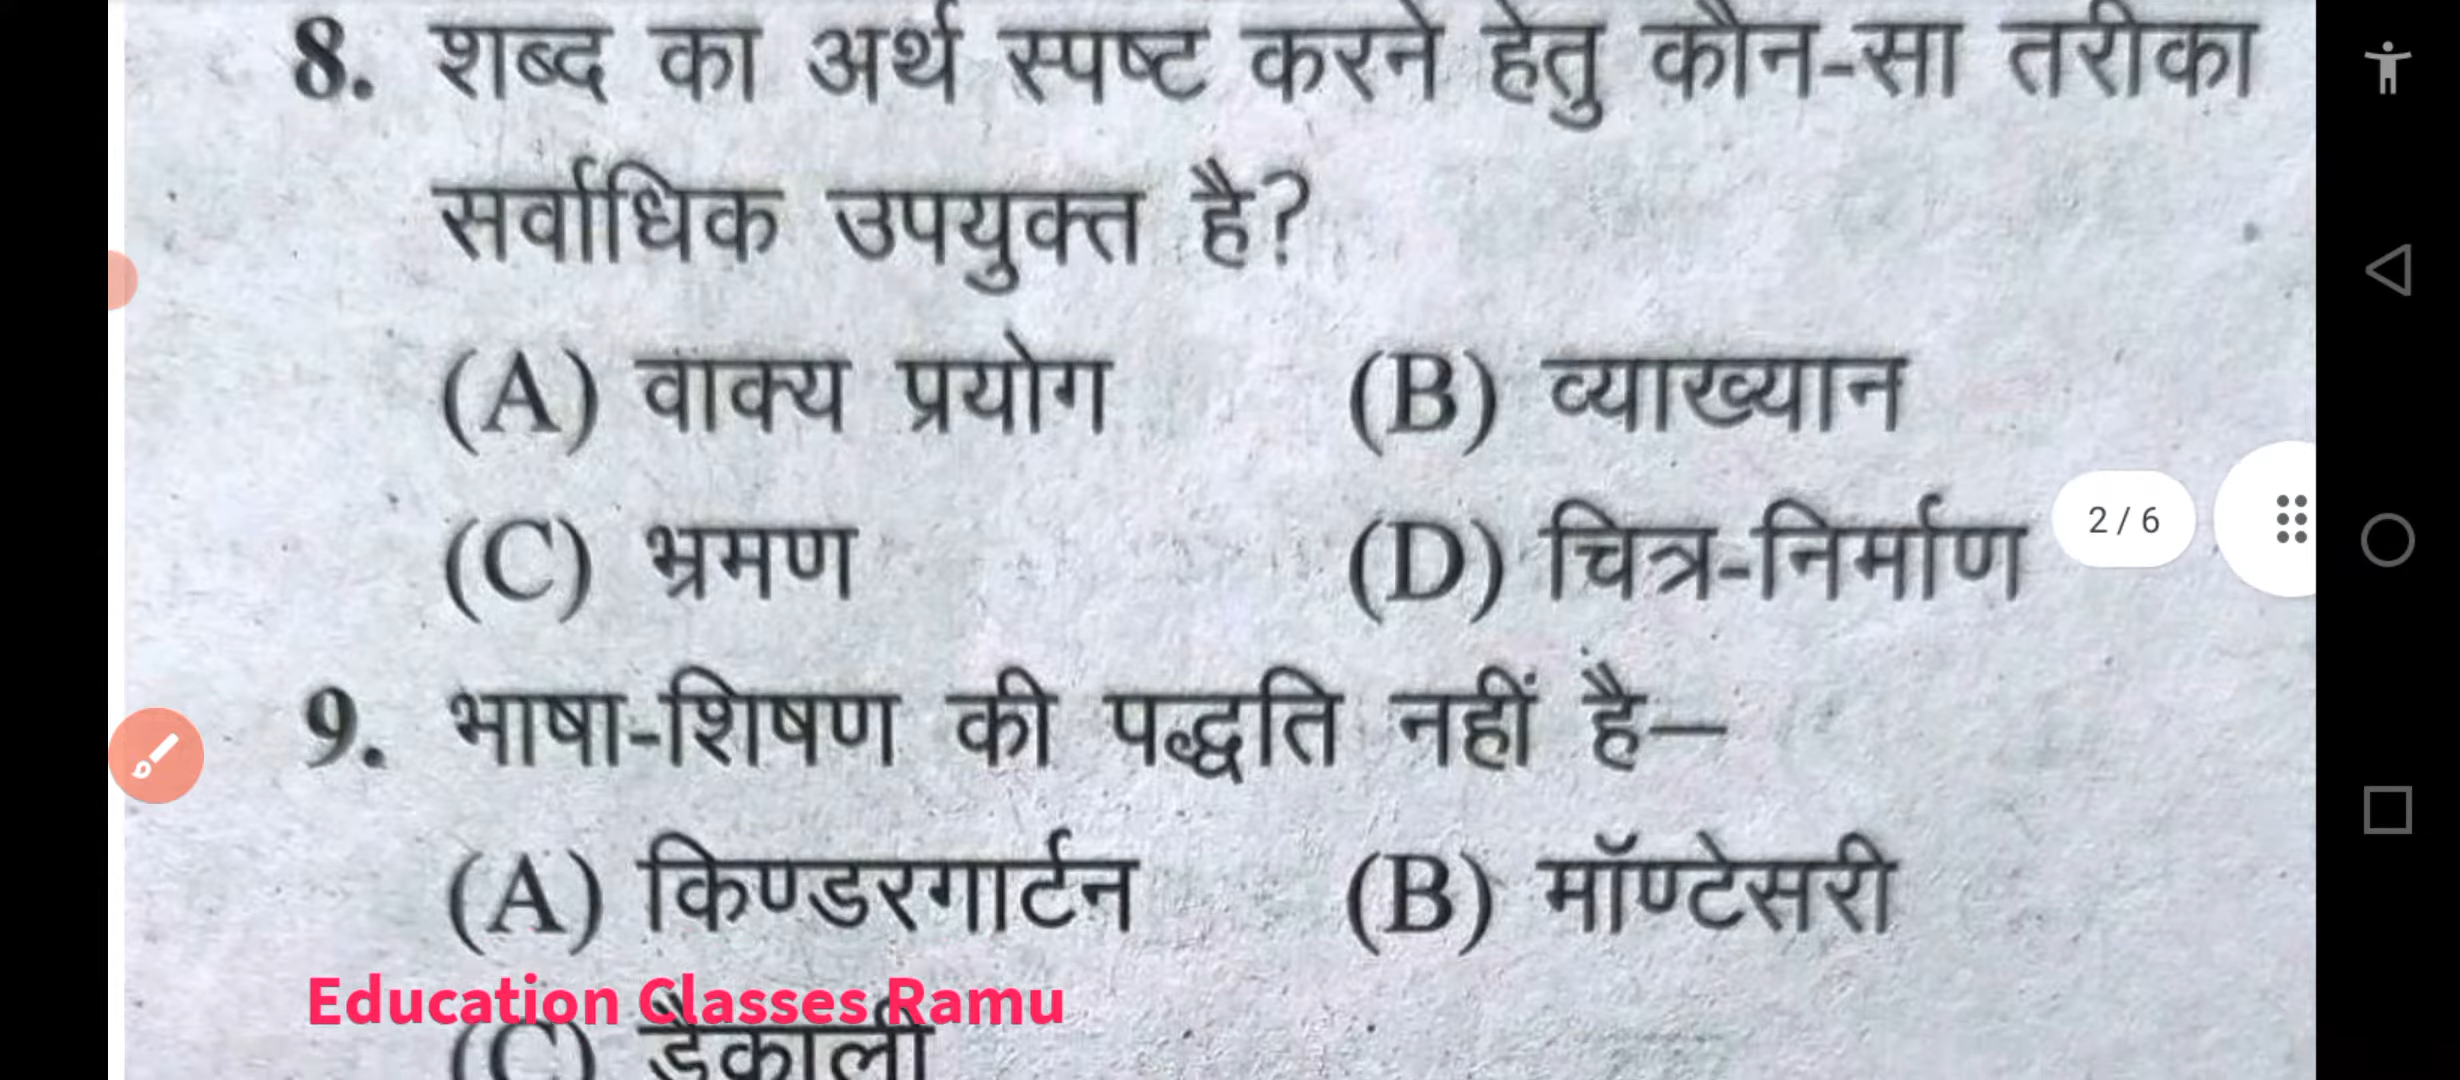 8. शब्द का अर्थ स्पष्ट करने हेतु कौन-सा तरीका
सर्वाधिक उपयुक्त है?
(A) वाक्य प्रयोग (B) व्याख्यान
(C) भ्रमण (D) चित्र-निर्माण
2 / 6
9. भाषा-शिषण की पद्धति नहीं है—
(A) किण्डरगार्टन (B) मॉण्टेसरी
Education Classes Ramu
(C) डैकाली